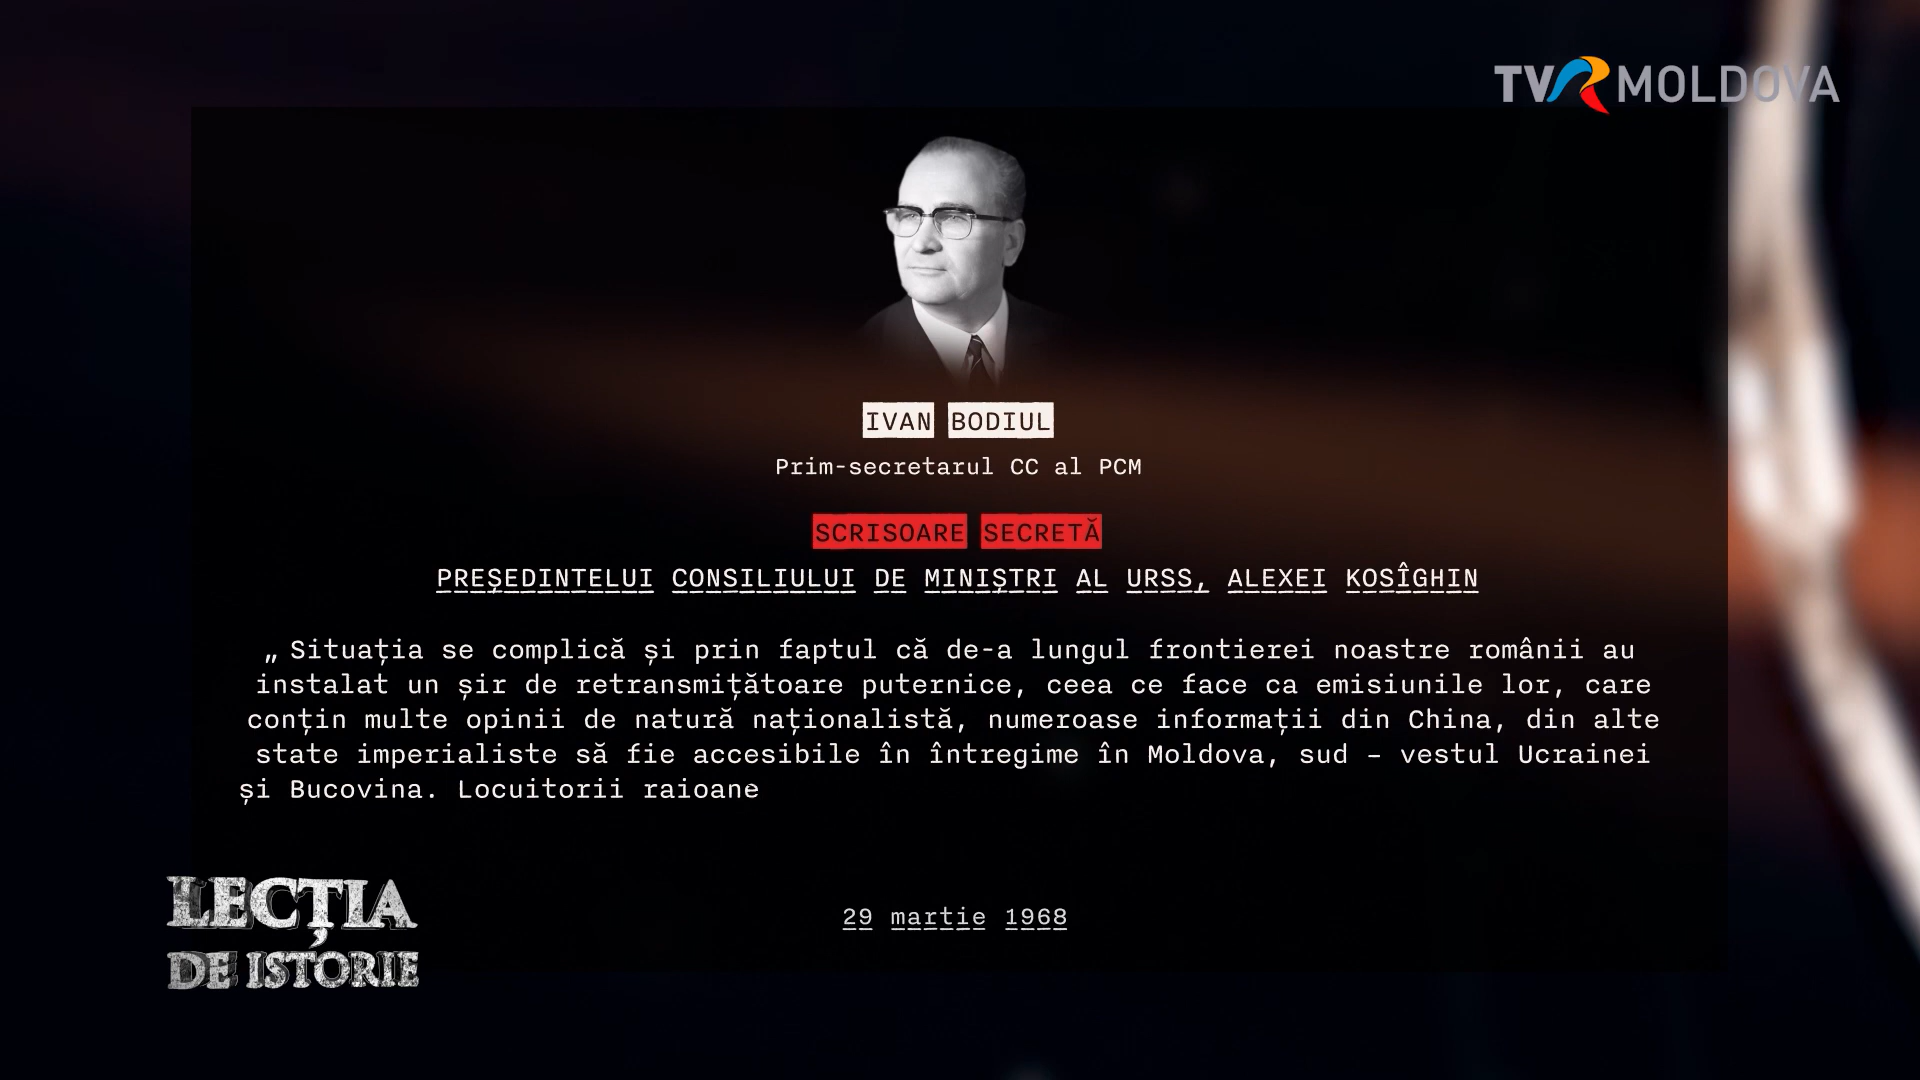 TVR MOLDOVA
IVAN BODIUL
Prim-secretarul CC al PCM
SCRISOARE SECRETĂ
PREȘEDINTELUI CONSILIULUI DE MINIȘTRI AL URSS, ALEXEI KOSÎGHIN
„ Situația se complică și prin faptul că de-a lungul frontierei noastre românii au
instalat un șir de retransmițătoare puternice, ceea ce face ca emisiunile lor, care
conțin multe opinii de natură naționalistă, numeroase informații din China, din alte
state imperialiste să fie accesibile în întregime în Moldova, sud – vestul Ucrainei
și Bucovina. Locuitorii raioane
29 martie 1968
LECȚIA
DE ISTORIE